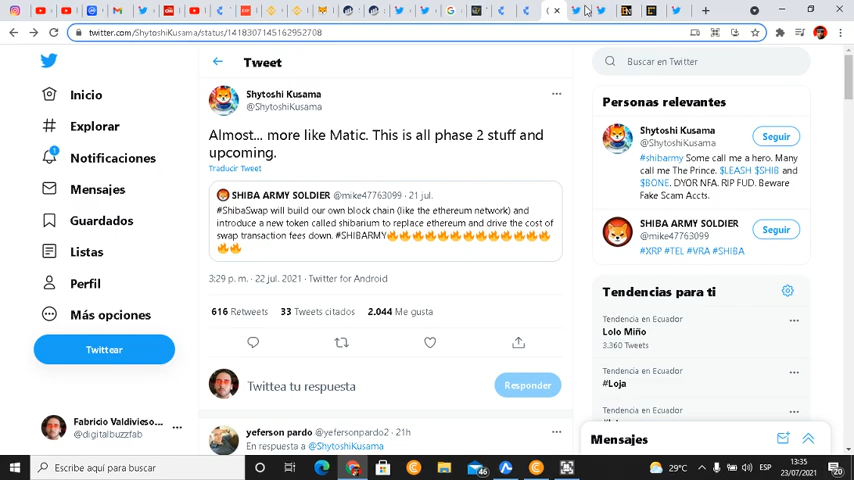 twitter.com/ShytoshiKusama/status/1418307145162952708
Tweet
Buscar en Twitter
Inicio
Explorar
1
Notificaciones
Mensajes
Guardados
Listas
Perfil
Más opciones
Twittear
Fabricio Valdivieso...
@digitalbuzzfab
Shytoshi Kusama
@ShytoshiKusama
Almost... more like Matic. This is all phase 2 stuff and
upcoming.
Traducir Tweet
SHIBA ARMY SOLDIER @mike47763099 · 21 jul.
#ShibaSwap will build our own block chain (like the ethereum network) and
introduce a new token called shibarium to replace ethereum and drive the cost of
swap transaction fees down. #SHIBARMY🔥🔥🔥🔥🔥🔥🔥🔥🔥🔥🔥🔥🔥
🔥🔥
3:29 p. m. · 22 jul. 2021 · Twitter for Android
616 Retweets 33 Tweets citados 2.044 Me gusta
Twittea tu respuesta
Responder
yeferson pardo @yefersonpardo2 · 21h
En respuesta a @ShytoshiKusama
Personas relevantes
Shytoshi Kusama
@ShytoshiKusama
Seguir
#shibarmy Some call me a hero. Many
call me The Prince. $LEASH $SHIB and
$BONE. DYOR NFA. RIP FUD. Beware
Fake Scam Accts.
SHIBA ARMY SOLDIER
@mike47763099
Seguir
#XRP #TEL #VRA #SHIBA
Tendencias para ti
Tendencia en Ecuador
Lolo Miño
3.360 Tweets
Tendencia en Ecuador
#Loja
Tendencia en Ecuador
Mensajes
Escribe aquí para buscar
46
29°C
ESP
13:35
23/07/2021
20